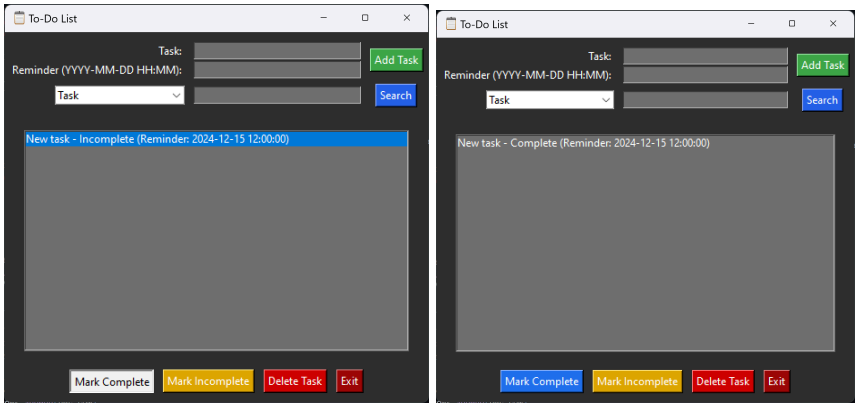 To-Do List
Task:
Add Task
Reminder (YYYY-MM-DD HH:MM):
Task
Search
New task - Incomplete (Reminder: 2024-12-15 12:00:00)
Mark Complete
Mark Incomplete
Delete Task
Exit
To-Do List
Task:
Add Task
Reminder (YYYY-MM-DD HH:MM):
Task
Search
New task - Complete (Reminder: 2024-12-15 12:00:00)
Mark Complete
Mark Incomplete
Delete Task
Exit